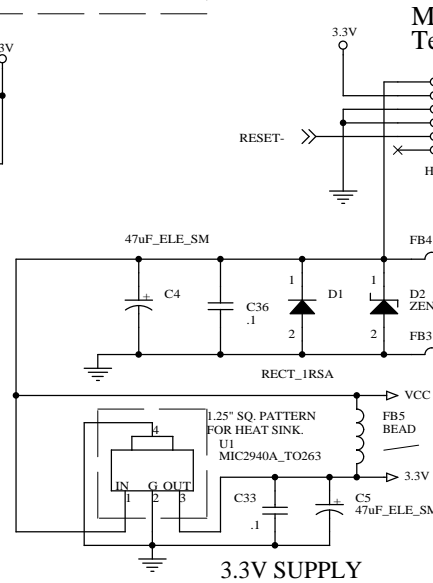 M
Te
3.3V
3V
RESET-
H
47uF_ELE_SM
FB4
C4
C36
.1
1
D1
2
1
D2
ZEN
2
FB3
RECT_1RSA
VCC
1.25" SQ. PATTERN
FOR HEAT SINK.
U1
MIC2940A_TO263
4
IN G OUT
1 2 3
FB5
BEAD
3.3V
C33
.1
C5
47uF_ELE_SM
3.3V SUPPLY